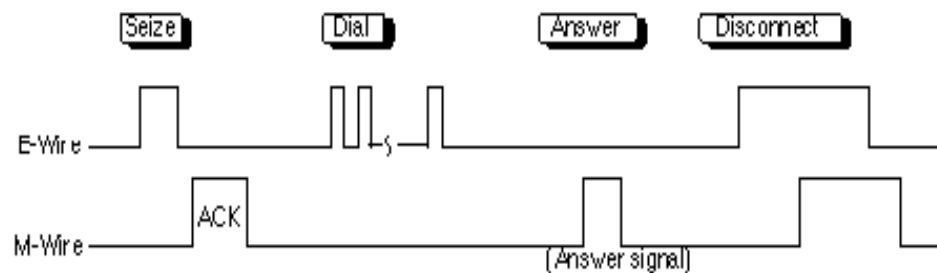 Seize
Dial
Answer
Disconnect
E-Wire
ACK
M-Wire
(Answer signal)